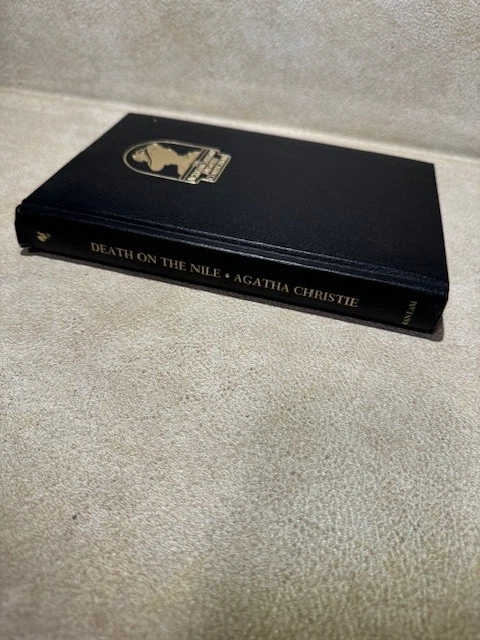 DEATH ON THE NILE • AGATHA CHRISTIE
BANTAM